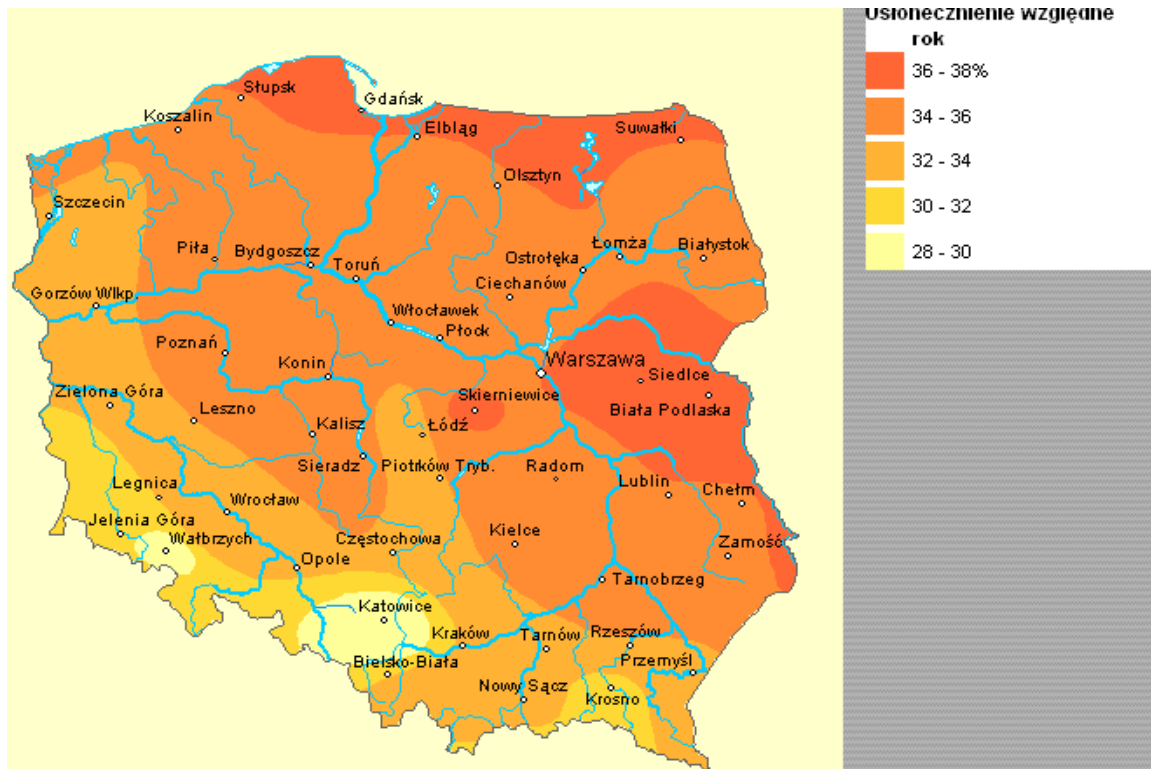 Usłonecznienie względne
rok
36 - 38%
34 - 36
32 - 34
30 - 32
28 - 30
Słupsk
Gdańsk
Koszalin
Elbląg
Suwałki
Olsztyn
Szczecin
Piła
Bydgoszcz
Toruń
Ostrołęka
Łomża
Białystok
Ciechanów
Gorzów Wlkp.
Włocławek
Płock
Poznań
Konin
Warszawa
Siedlce
Zielona Góra
Leszno
Skierniewice
Biała Podlaska
Kalisz
Łódź
Sieradz
Piotrków Tryb.
Radom
Lublin
Chełm
Legnica
Wrocław
Jelenia Góra
Wałbrzych
Częstochowa
Kielce
Zamość
Opole
Tarnobrzeg
Katowice
Kraków
Tarnów
Rzeszów
Bielsko-Biała
Przemyśl
Nowy Sącz
Krosno